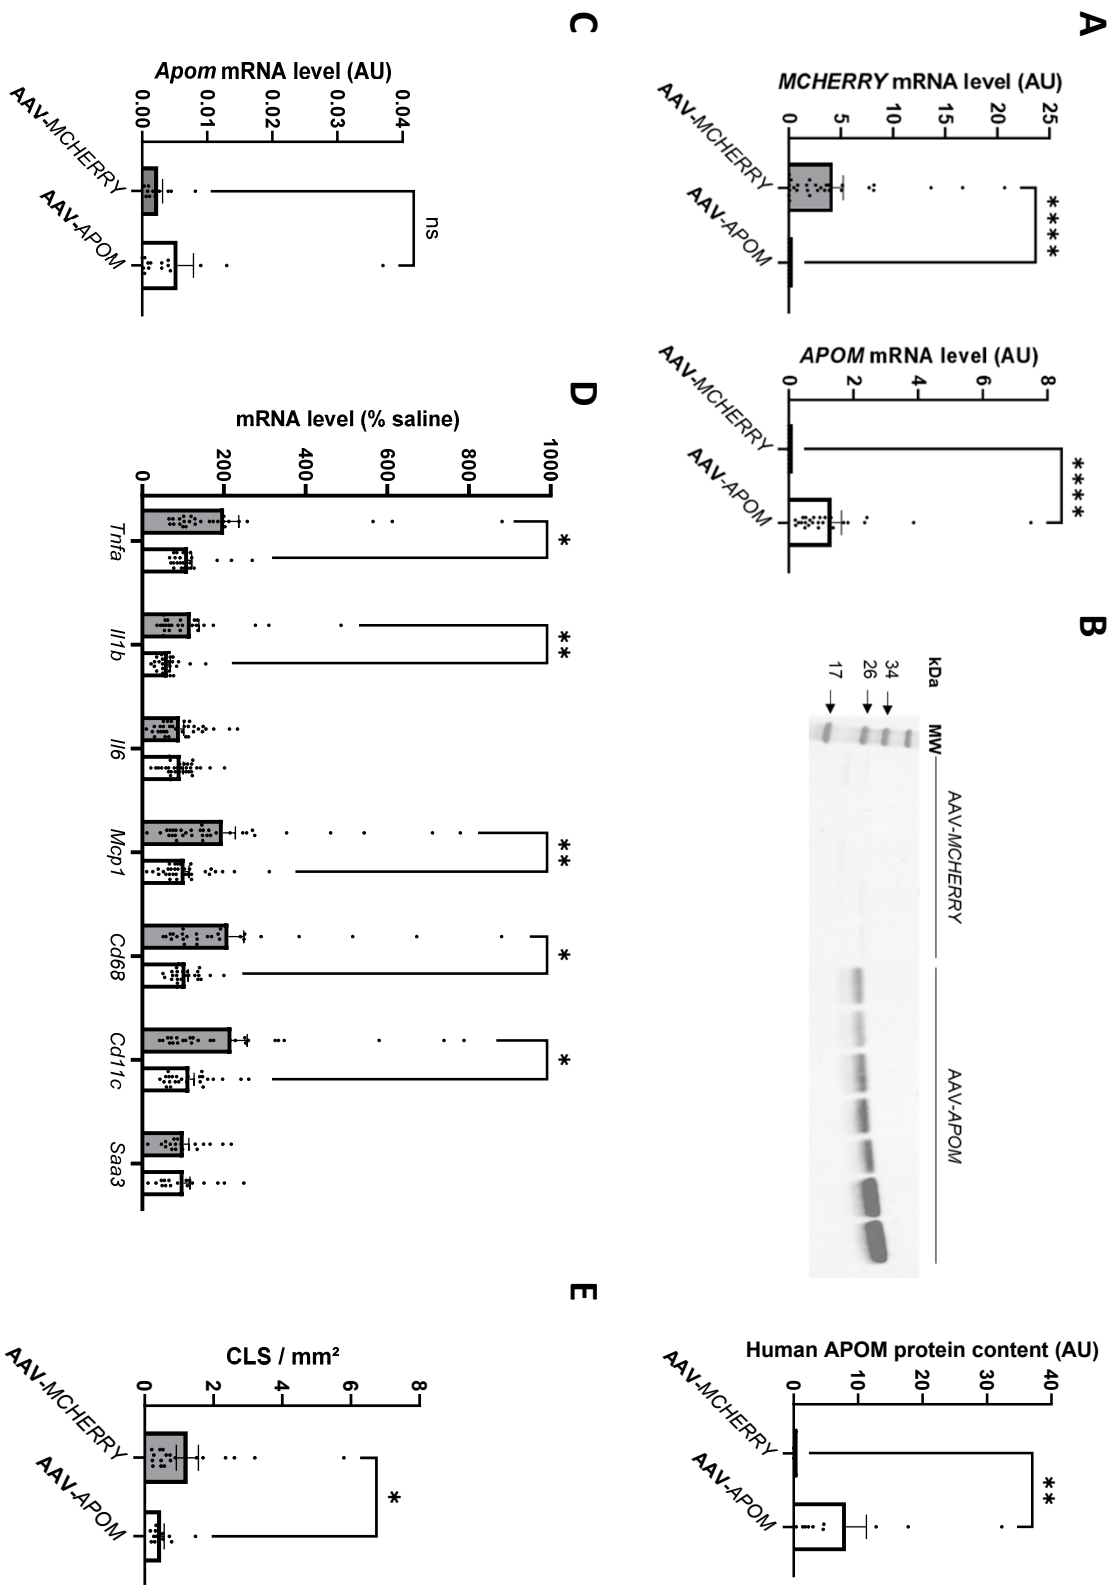 A
MCHERRY mRNA level (AU)
0
5
10
15
20
25
AAV-MCHERRY
AAV-APOM
****
APOM mRNA level (AU)
0
2
4
6
8
AAV-MCHERRY
AAV-APOM
****
B
kDa
34
26
17
MW
AAV-MCHERRY
AAV-APOM
Human APOM protein content (AU)
0
10
20
30
40
AAV-MCHERRY
AAV-APOM
**
C
Apom mRNA level (AU)
0.00
0.01
0.02
0.03
0.04
AAV-MCHERRY
AAV-APOM
ns
D
mRNA level (% saline)
0
200
400
600
800
1000
*
**
**
*
*
Tnfa
Il1b
Il6
Mcp1
Cd68
Cd11c
Saa3
E
CLS / mm²
0
2
4
6
8
AAV-MCHERRY
AAV-APOM
*